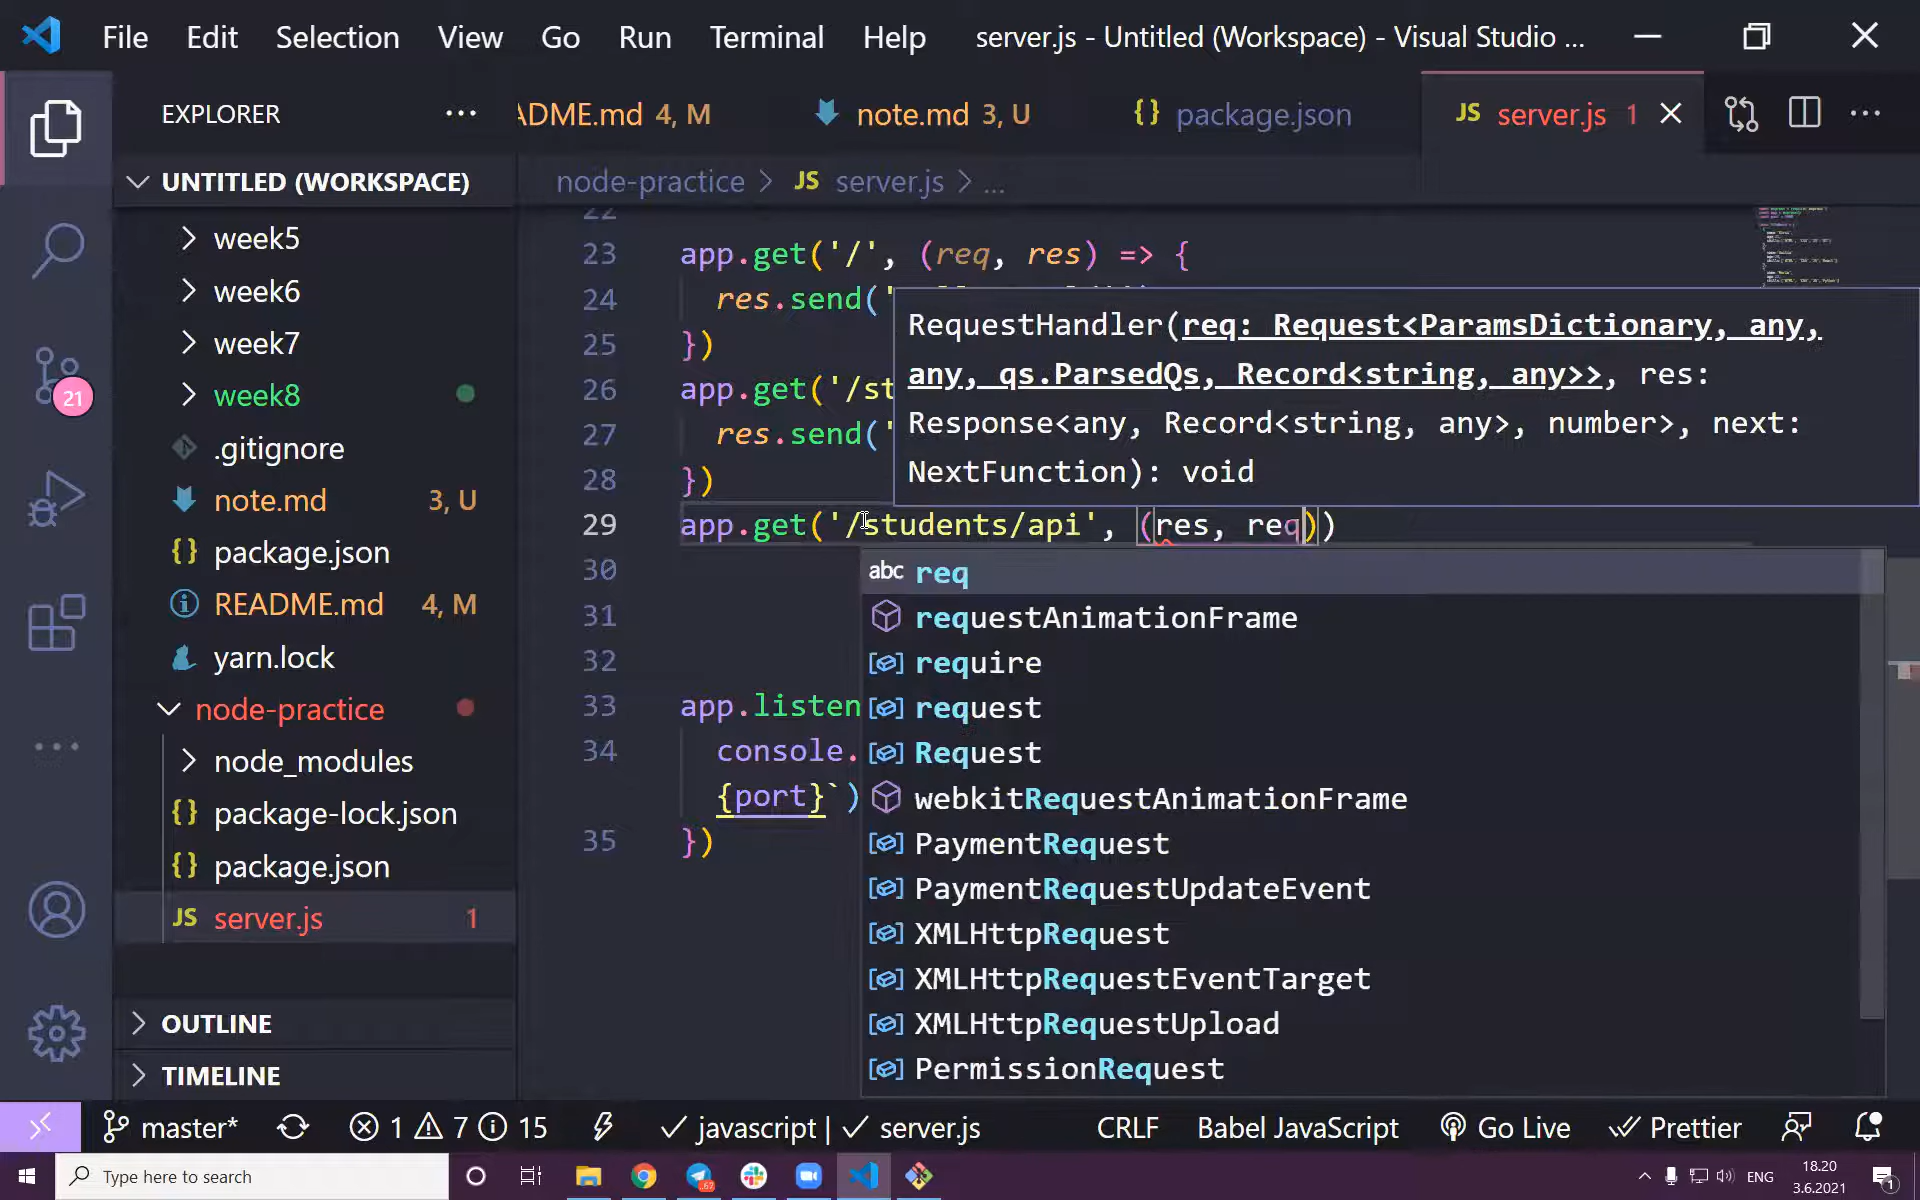 File Edit Selection View Go Run Terminal Help server.js - Untitled (Workspace) - Visual Studio ...
EXPLORER ...
ADME.md 4, M note.md 3, U {} package.json JS server.js 1
UNTITLED (WORKSPACE)
node-practice > JS server.js > ...
week5
week6
week7
week8
.gitignore
note.md 3, U
{} package.json
README.md 4, M
yarn.lock
node-practice
node_modules
{} package-lock.json
{} package.json
JS server.js 1
OUTLINE
TIMELINE
21
22
23 app.get('/', (req, res) => {
24 res.send('
25 })
26 app.get('/st
27 res.send('
28 })
29 app.get('/students/api', (res, req))
30
31
32
33 app.listen
34 console.
{port}`)
35 })
RequestHandler(req: Request<ParamsDictionary, any,
any, qs.ParsedQs, Record<string, any>>, res:
Response<any, Record<string, any>, number>, next:
NextFunction): void
abc req
requestAnimationFrame
require
request
Request
webkitRequestAnimationFrame
PaymentRequest
PaymentRequestUpdateEvent
XMLHttpRequest
XMLHttpRequestEventTarget
XMLHttpRequestUpload
PermissionRequest
master* 1 7 15 javascript | server.js CRLF Babel JavaScript Go Live Prettier
Type here to search ENG 18.20
3.6.2021
1